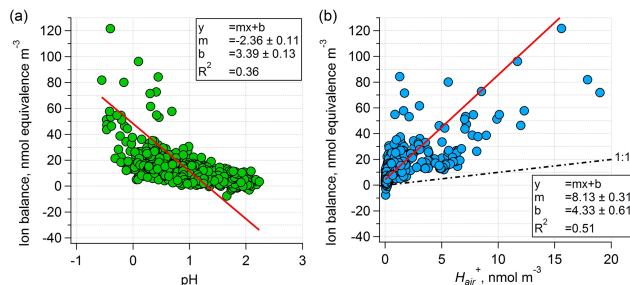 (a)
Ion balance, nmol equivalence m⁻³
120
100
80
60
40
20
0
-20
-40
y =mx+b
m =-2.36 ± 0.11
b =3.39 ± 0.13
R² =0.36
-1 0 1 2 3
pH
(b)
Ion balance, nmol equivalence m⁻³
120
100
80
60
40
20
0
-20
-40
1:1
y =mx+b
m =8.13 ± 0.31
b =4.33 ± 0.61
R² =0.51
0 5 10 15 20
H_air⁺, nmol m⁻³